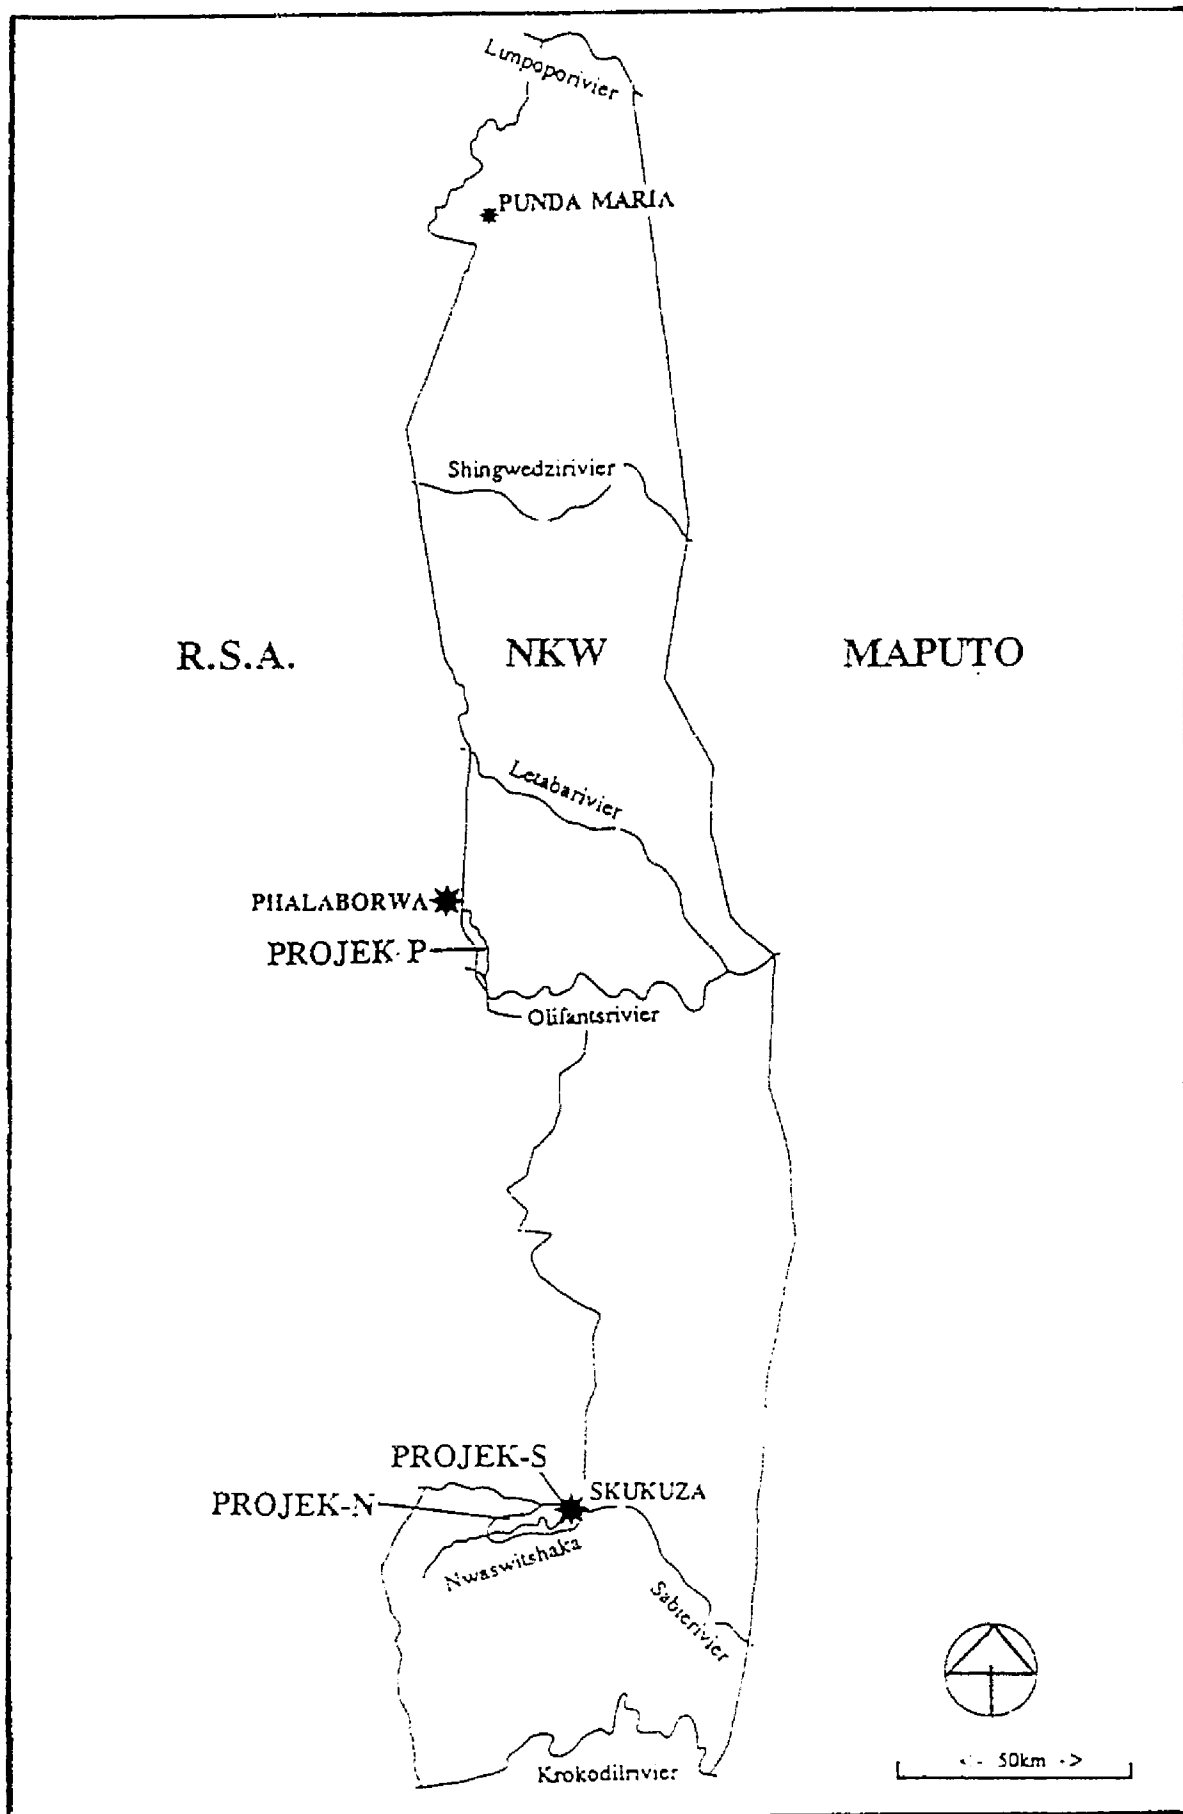 Limpoporivier
PUNDA MARIA
Shingwedzirivier
R.S.A.
NKW
MAPUTO
Letabarivier
PHALABORWA
PROJEK-P
Olifantsrivier
PROJEK-S
SKUKUZA
PROJEK-N
Nwaswitshaka
Sabierivier
<- 50km ->
Krokodilrivier